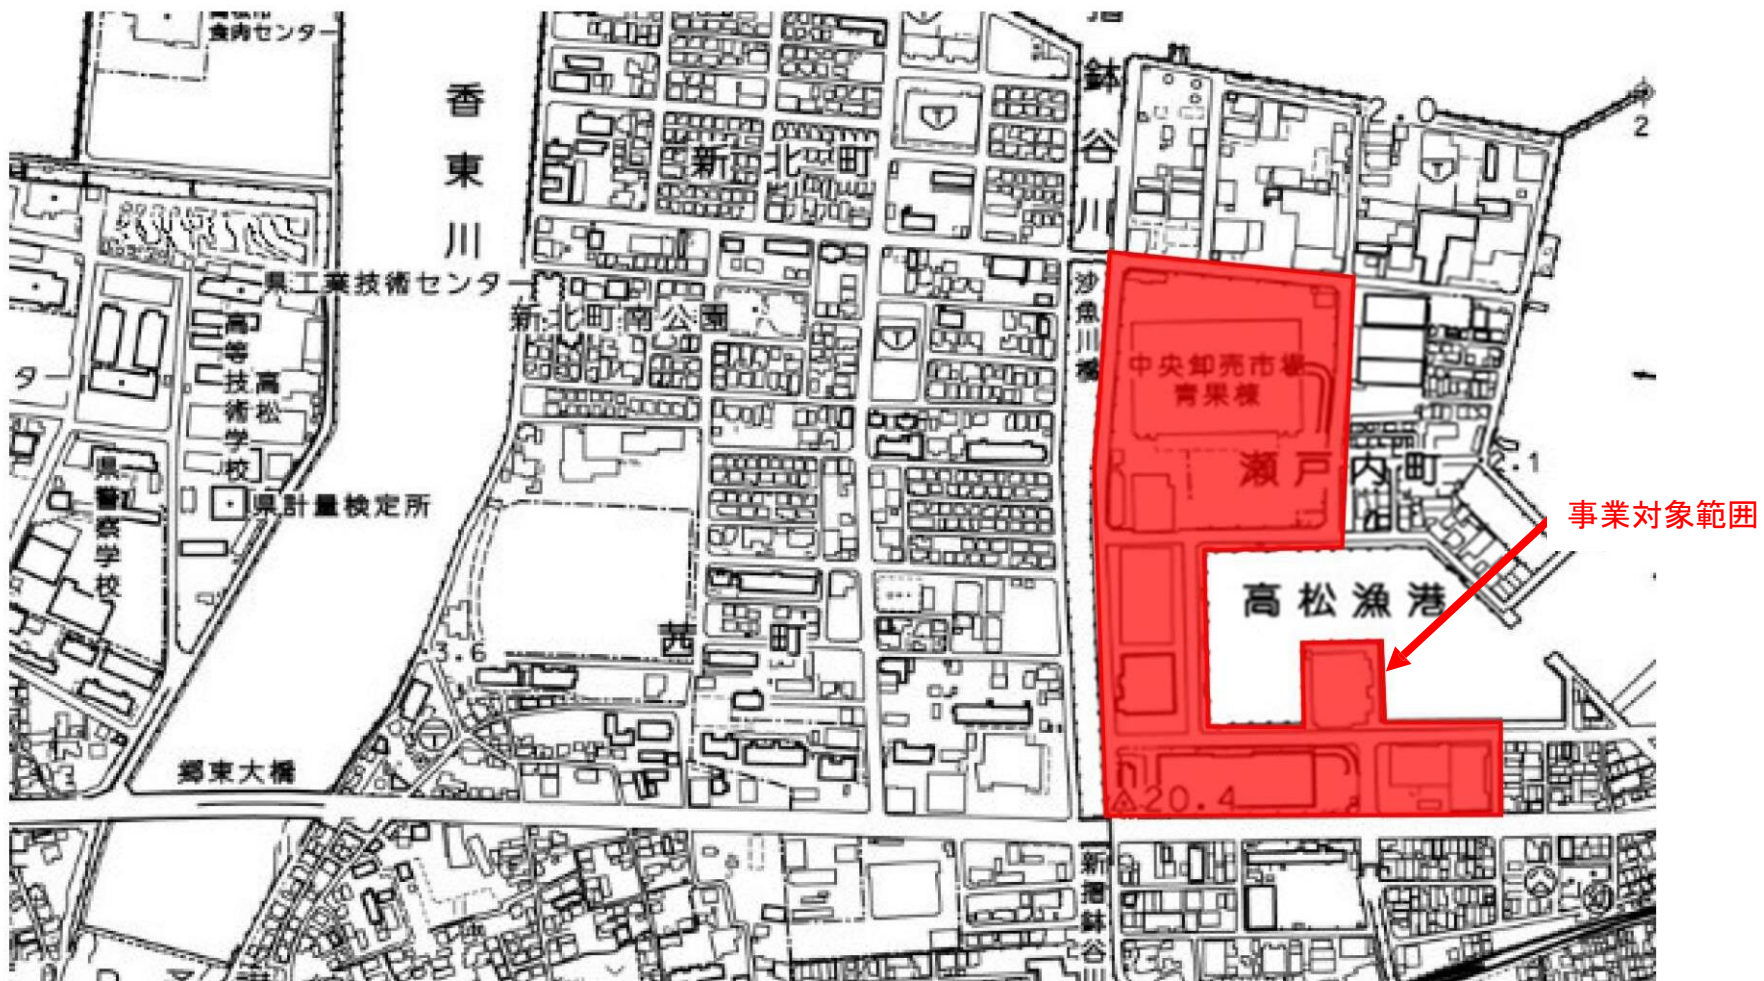 食肉センター
香東川
新北町
鉢谷川
2.0
2
県工業技術センター
新北町南公園
沙魚川橋
中央卸売市場
青果棟
瀬戸内町
タ
高松
高等技術学校
県警察学校
県計量検定所
2.1
事業対象範囲
高松漁港
茜町
3.6
郷東大橋
20.4
新摺鉢谷川